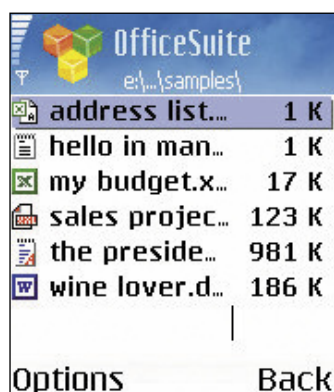 OfficeSuite
e:\...\samples\
address list.... 1 K
hello in man... 1 K
my budget.x... 17 K
sales projec... 123 K
the preside... 981 K
wine lover.d... 186 K
Options Back